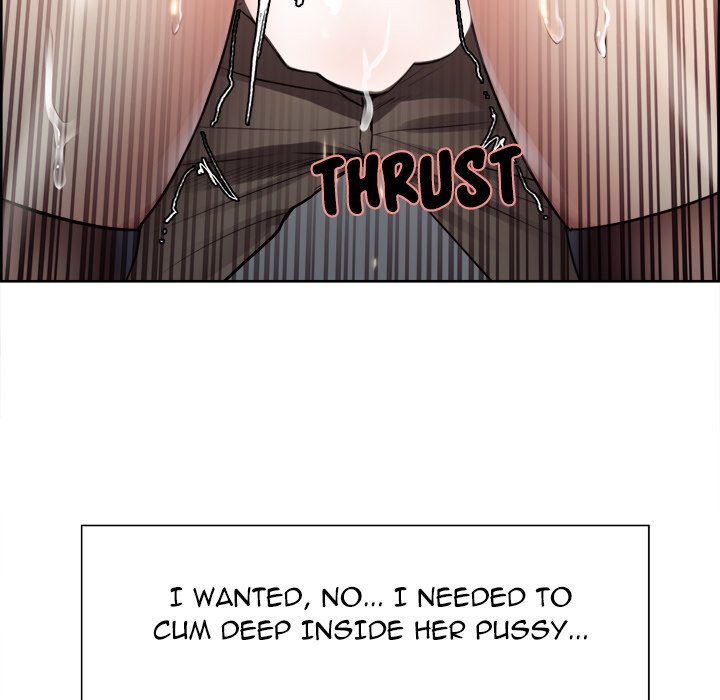 THRUST
I WANTED, NO... I NEEDED TO
CUM DEEP INSIDE HER PUSSY...